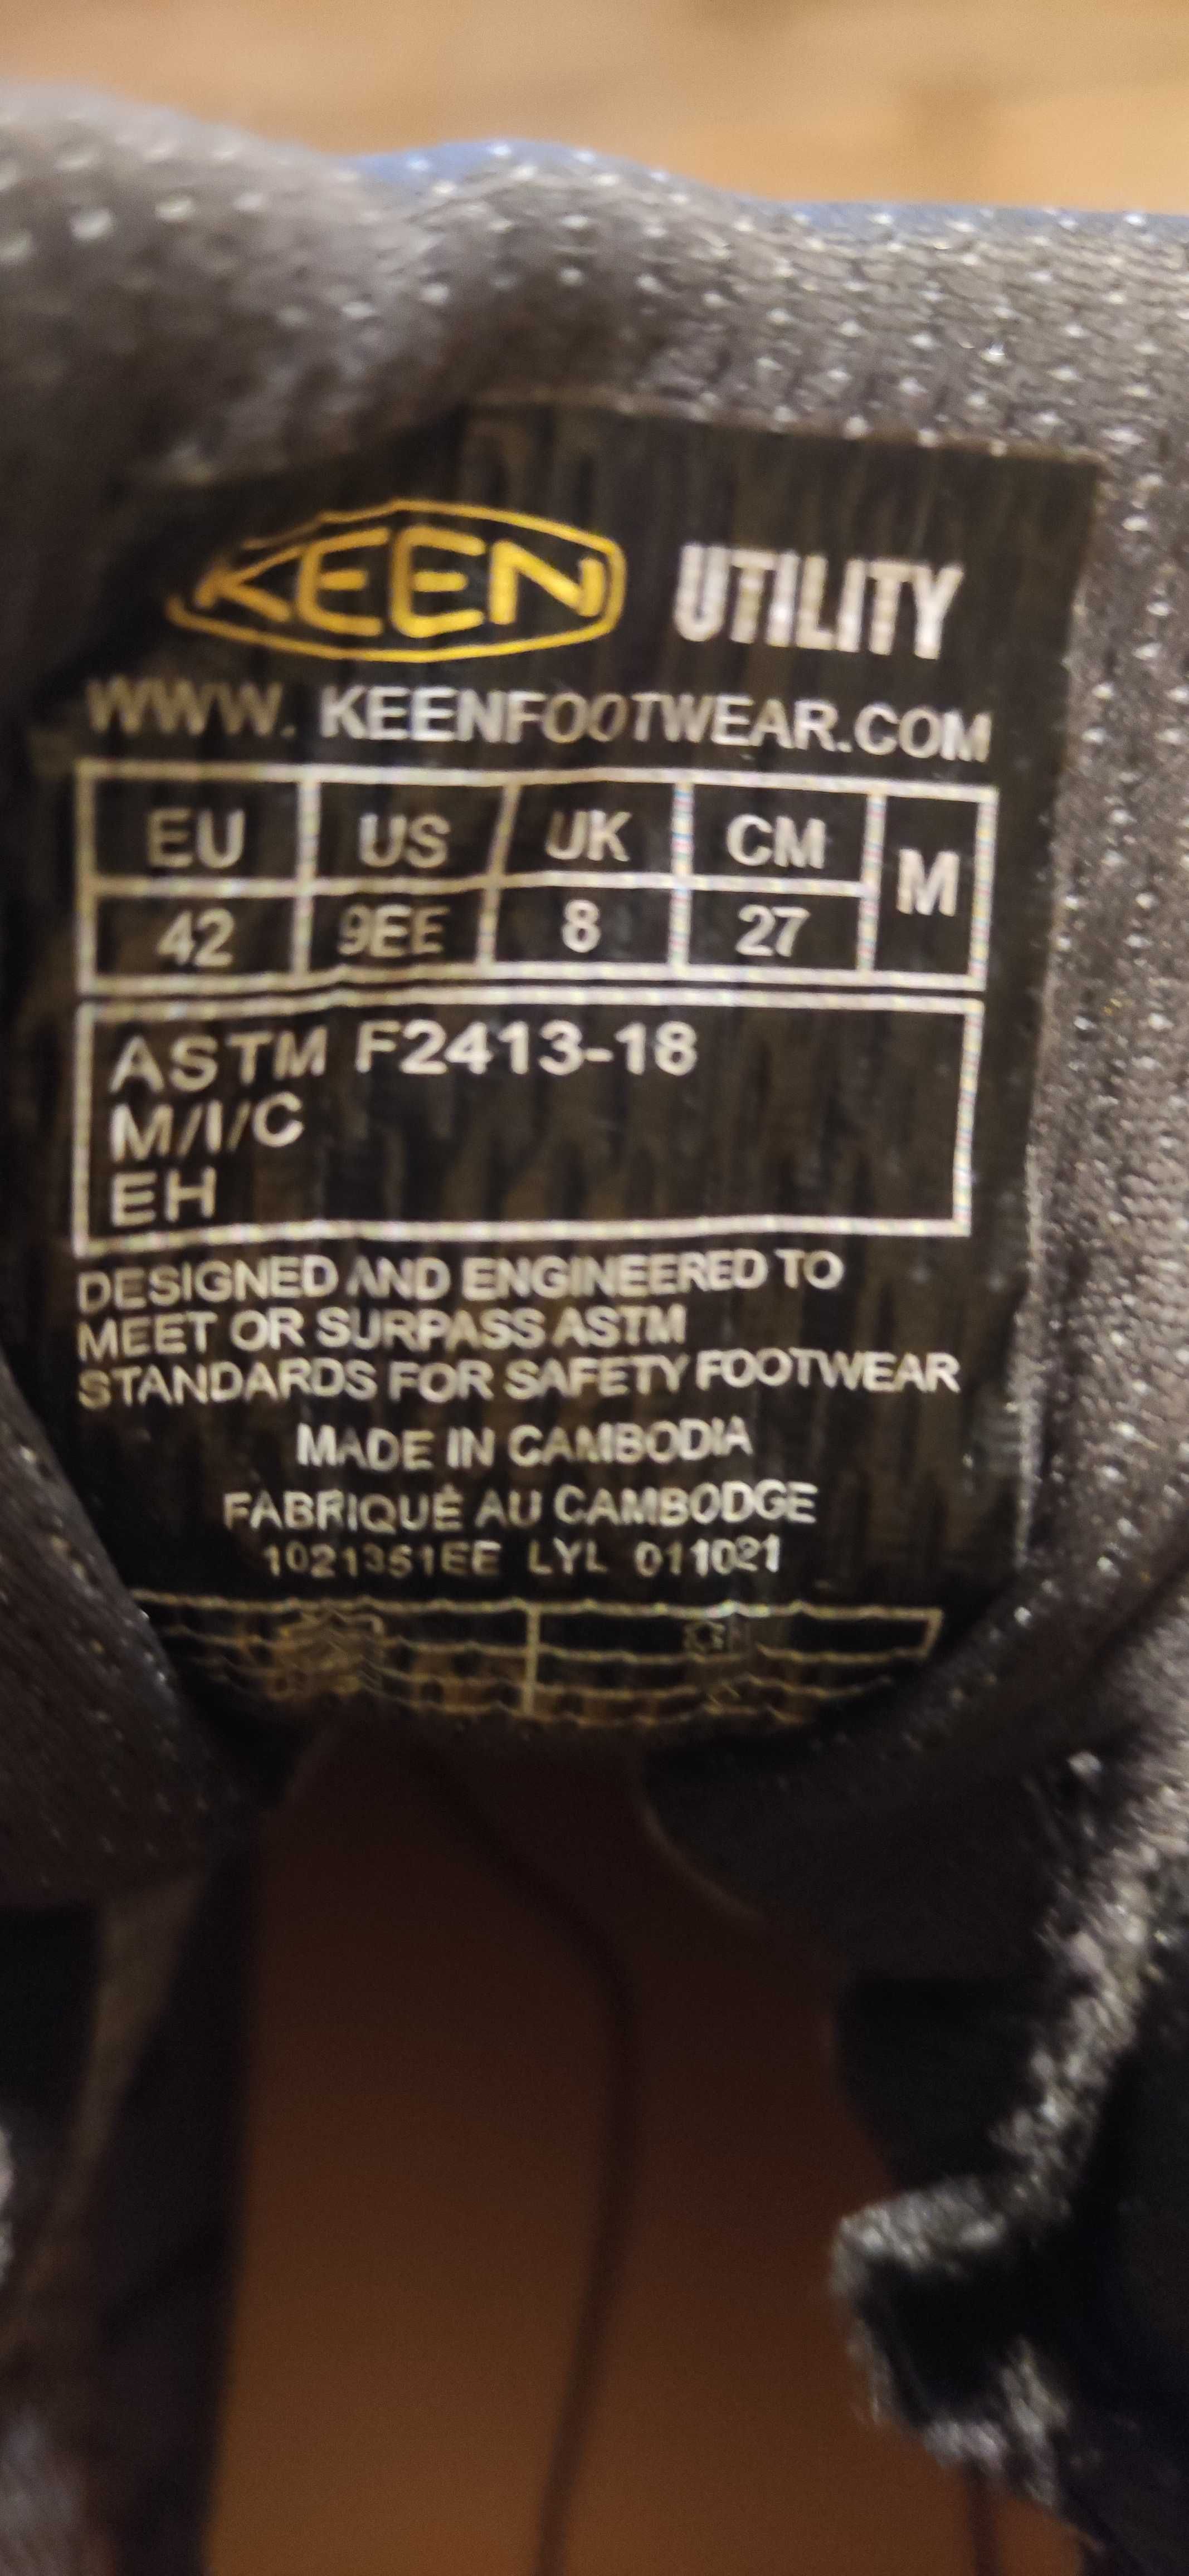 KEEN UTILITY
WWW.KEENFOOTWEAR.COM
EU US UK CM M
42 9EE 8 27
ASTM F2413-18
M/I/C
EH
DESIGNED AND ENGINEERED TO
MEET OR SURPASS ASTM
STANDARDS FOR SAFETY FOOTWEAR
MADE IN CAMBODIA
FABRIQUÉ AU CAMBODGE
1021351EE LYL 011021